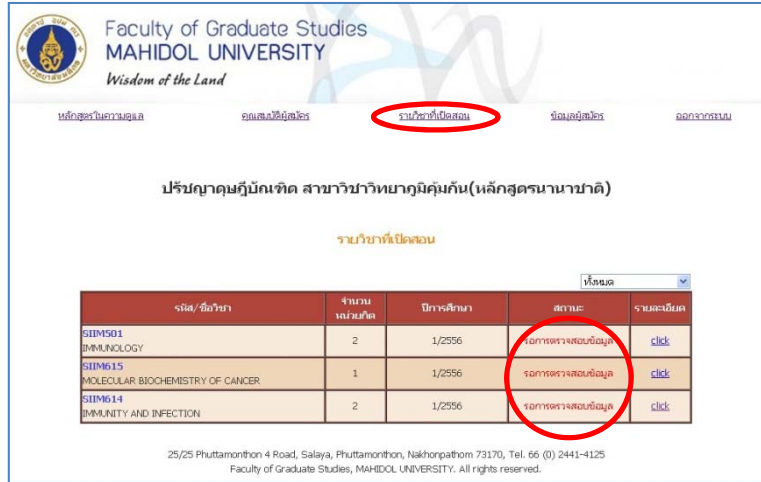 Faculty of Graduate Studies
MAHIDOL UNIVERSITY
Wisdom of the Land
หลักสูตรในความดูแล คุณสมบัติผู้สมัคร รายวิชาที่เปิดสอน ข้อมูลผู้สมัคร ออกจากระบบ
ปรัชญาดุษฎีบัณฑิต สาขาวิชาวิทยาภูมิคุ้มกัน(หลักสูตรนานาชาติ)
รายวิชาที่เปิดสอน
ทั้งหมด
รหัส/ชื่อวิชา จำนวนหน่วยกิต ปีการศึกษา สถานะ รายละเอียด
SIIM501
IMMUNOLOGY 2 1/2556 รอการตรวจสอบข้อมูล click
SIIM615
MOLECULAR BIOCHEMISTRY OF CANCER 1 1/2556 รอการตรวจสอบข้อมูล click
SIIM614
IMMUNITY AND INFECTION 2 1/2556 รอการตรวจสอบข้อมูล click
25/25 Phuttamonthon 4 Road, Salaya, Phuttamonthon, Nakhonpathom 73170, Tel. 66 (0) 2441-4125
Faculty of Graduate Studies, MAHIDOL UNIVERSITY. All rights reserved.